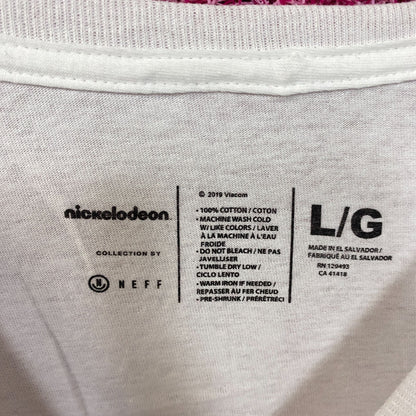 nickelodeon
COLLECTION BY
N NEFF
© 2019 Viacom
• 100% COTTON / COTON
• MACHINE WASH COLD
W/ LIKE COLORS / LAVER
À LA MACHINE À L'EAU
FROIDE
• DO NOT BLEACH / NE PAS
JAVELLISER
• TUMBLE DRY LOW /
CICLO LENTO
• WARM IRON IF NEEDED /
REPASSER AU FER CHEUD
• PRE-SHRUNK / PRÉRÉTRÉCI
L/G
MADE IN EL SALVADOR /
FABRIQUÉ AU EL SALVADOR
RN 129493
CA 41418